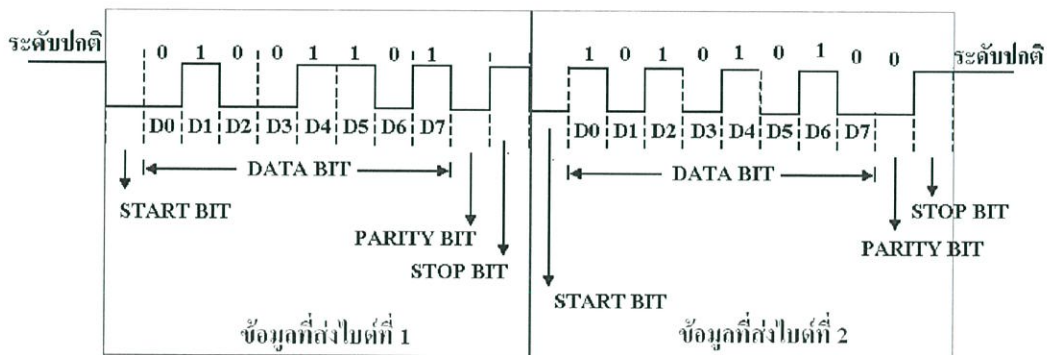 ระดับปกติ
0 1 0 0 1 1 0 1
1 0 1 0 1 0 1 0 0
ระดับปกติ
D0 D1 D2 D3 D4 D5 D6 D7
D0 D1 D2 D3 D4 D5 D6 D7
DATA BIT
DATA BIT
START BIT
STOP BIT
PARITY BIT
PARITY BIT
STOP BIT
START BIT
ข้อมูลที่ส่งไบต์ที่ 1
ข้อมูลที่ส่งไบต์ที่ 2